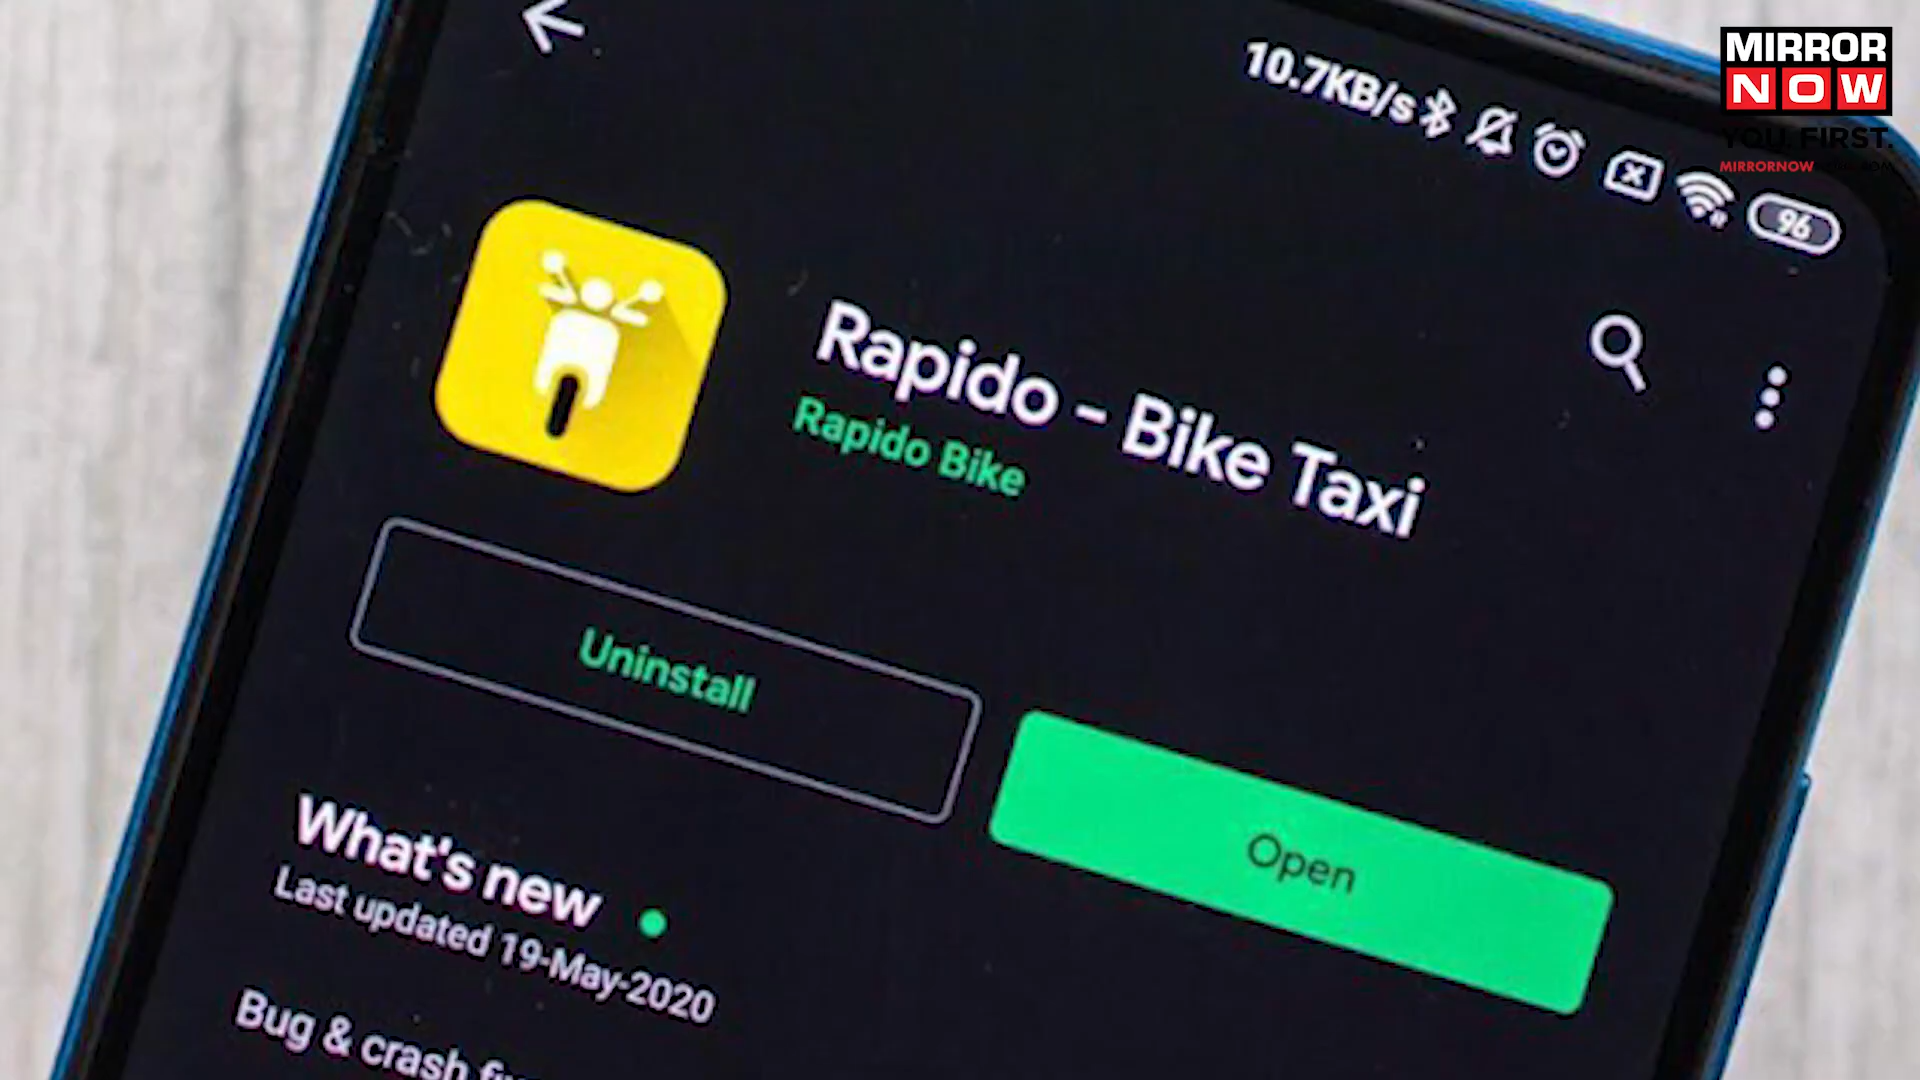 MIRROR
NOW
YOU FIRST.
MIRRORNOW
10.7KB/s
96
Rapido - Bike Taxi
Rapido Bike
Uninstall
Open
What's new
Last updated 19-May-2020
Bug & crash